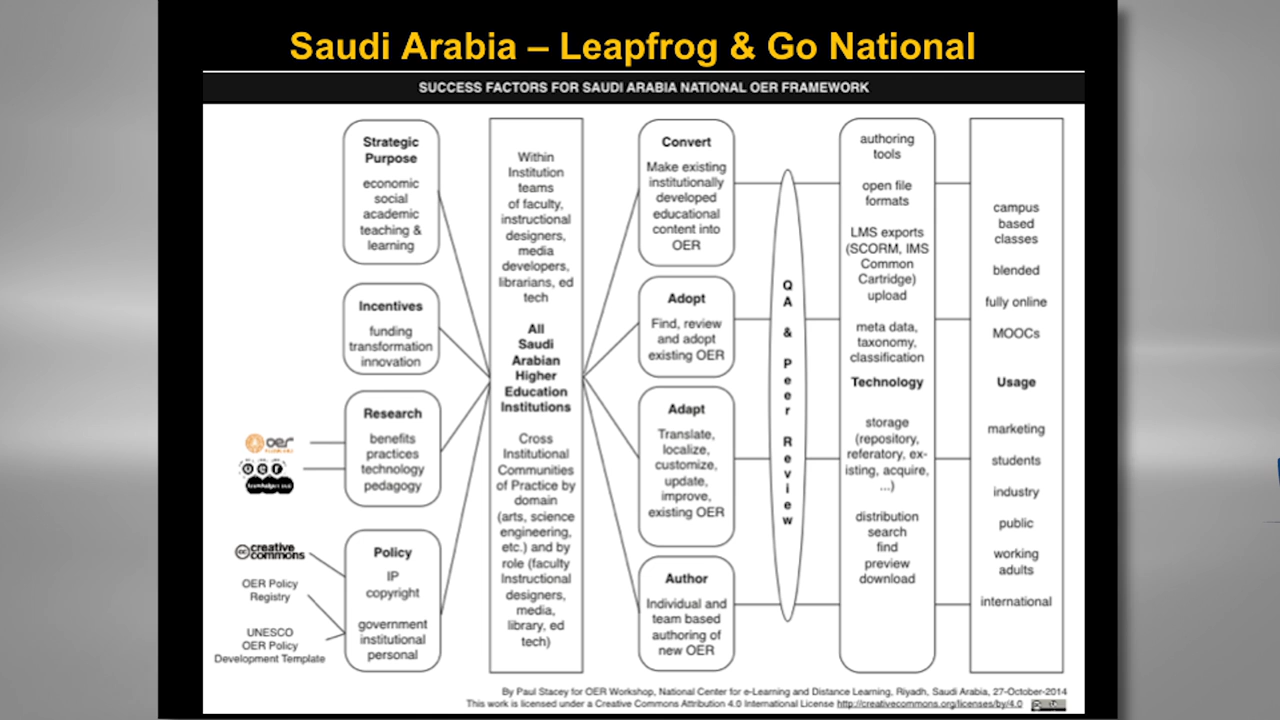 Saudi Arabia – Leapfrog & Go National
SUCCESS FACTORS FOR SAUDI ARABIA NATIONAL OER FRAMEWORK
Strategic
Purpose
economic
social
academic
teaching &
learning
Incentives
funding
transformation
innovation
Research
benefits
practices
technology
pedagogy
oer
oer
Policy
IP
copyright
government
institutional
personal
creative
commons
OER Policy
Registry
UNESCO
OER Policy
Development Template
Within
Institution
teams
of faculty,
instructional
designers,
media
developers,
librarians, ed
tech
All
Saudi
Arabian
Higher
Education
Institutions
Cross
Institutional
Communities
of Practice by
domain
(arts, science
engineering,
etc.) and by
role (faculty
Instructional
designers,
media,
library, ed
tech)
Convert
Make existing
institutionally
developed
educational
content into
OER
Adopt
Find, review
and adopt
existing OER
Adapt
Translate,
localize,
customize,
update,
improve,
existing OER
Author
Individual and
team based
authoring of
new OER
QA & Peer Review
authoring
tools
open file
formats
LMS exports
(SCORM, IMS
Common
Cartridge)
upload
meta data,
taxonomy,
classification
Technology
storage
(repository,
referatory, ex-
isting, acquire,
...)
distribution
search
find
preview
download
campus
based
classes
blended
fully online
MOOCs
Usage
marketing
students
industry
public
working
adults
international
By Paul Stacey for OER Workshop, National Center for e-Learning and Distance Learning, Riyadh, Saudi Arabia, 27-October-2014
This work is licensed under a Creative Commons Attribution 4.0 International License http://creativecommons.org/licenses/by/4.0